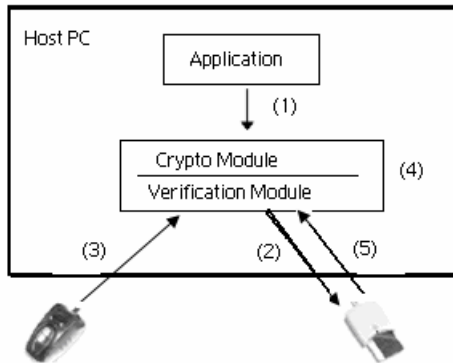 Host PC
Application
(1)
Crypto Module
(4)
Verification Module
(3)
(2)
(5)